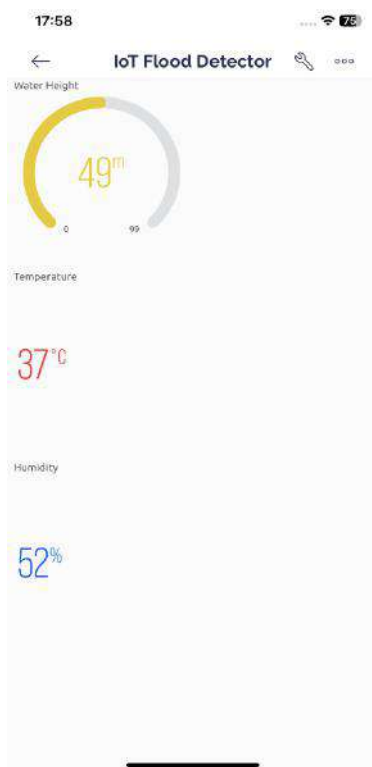 17:58
75
IoT Flood Detector
Water Height
49m
0 99
Temperature
37°C
Humidity
52%